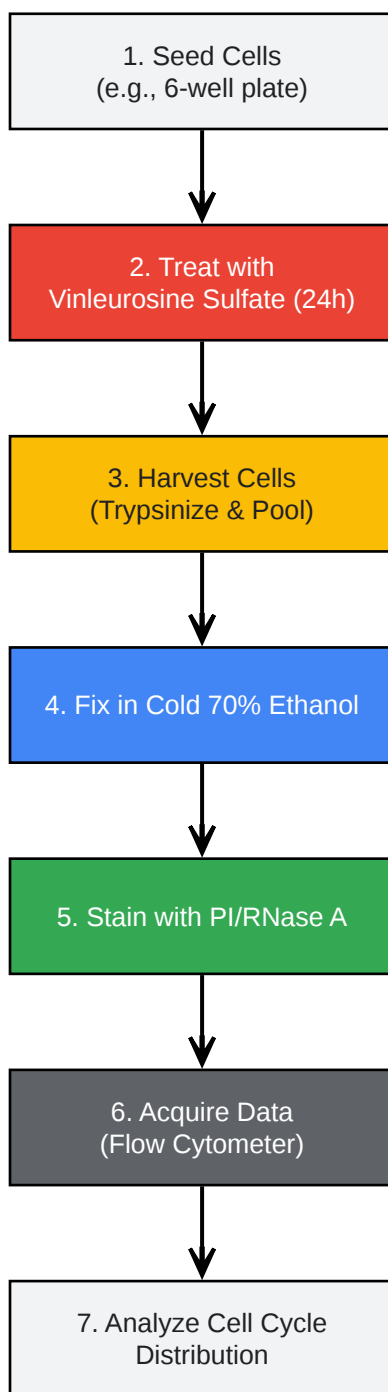 1. Seed Cells
(e.g., 6-well plate)
2. Treat with
Vinleurosine Sulfate (24h)
3. Harvest Cells
(Trypsinize & Pool)
4. Fix in Cold 70% Ethanol
5. Stain with PI/RNase A
6. Acquire Data
(Flow Cytometer)
7. Analyze Cell Cycle
Distribution